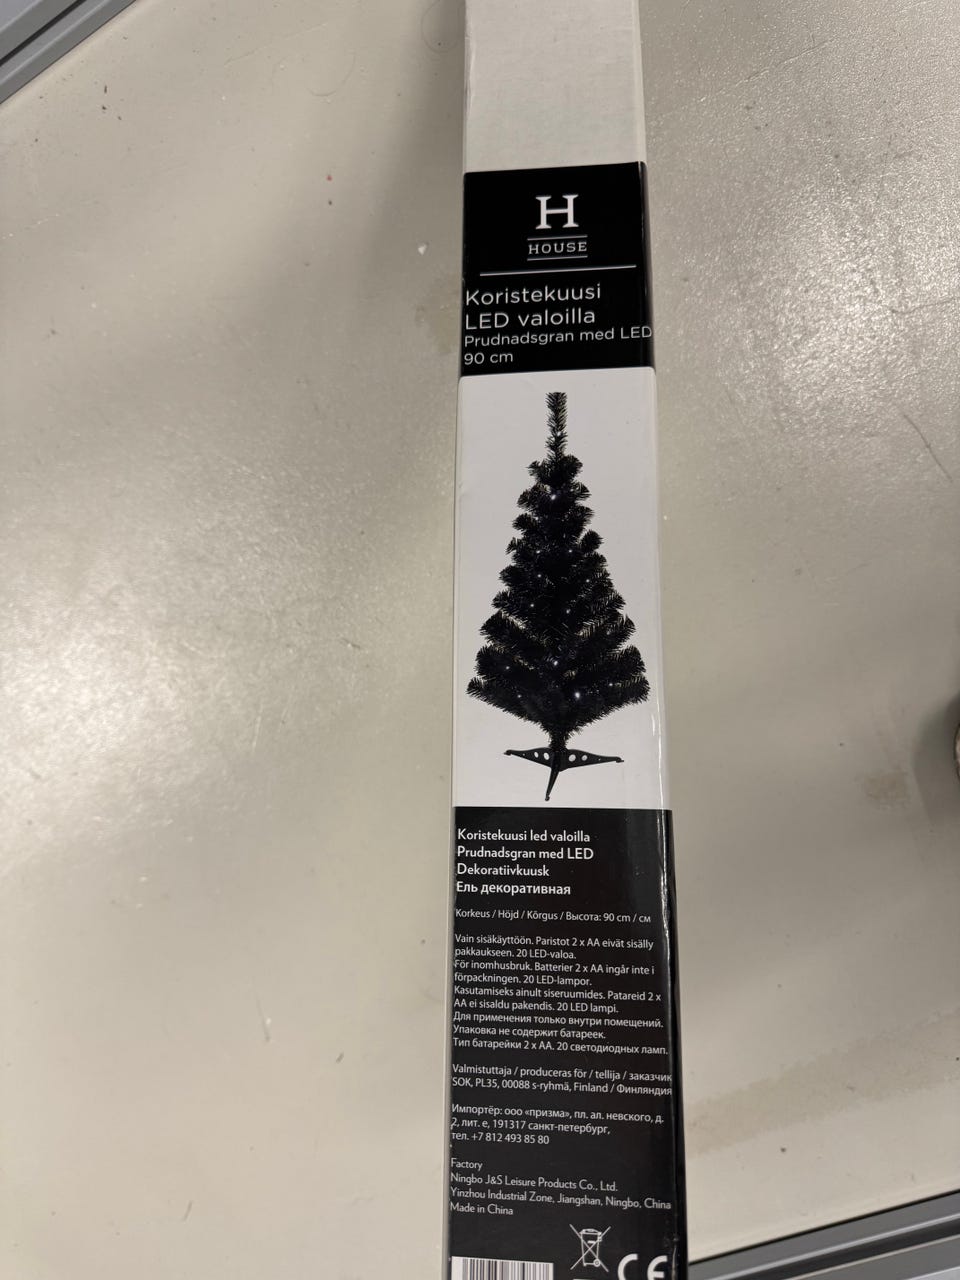 H
HOUSE
Koristekuusi
LED valoilla
Prudnadsgran med LED
90 cm
Koristekuusi led valoilla
Prudnadsgran med LED
Dekoratiivkuusk
Ель декоративная
Korkeus / Höjd / Kõrgus / Высота: 90 cm / см
Vain sisäkäyttöön. Paristot 2 x AA eivät sisälly
pakkaukseen. 20 LED-valoa.
För inomhusbruk. Batterier 2 x AA ingår inte i
förpackningen. 20 LED-lampor.
Kasutamiseks ainult siseruumides. Patareid 2 x
AA ei sisaldu pakendis. 20 LED lampi.
Для применения только внутри помещений.
Упаковка не содержит батареек.
Тип батарейки 2 x AA. 20 светодиодных ламп.
Valmistuttaja / produceras för / tellija / заказчик
SOK, PL35, 00088 s-ryhmä, Finland / Финляндия
Импортёр: ооо «призма», пл. ал. невского, д.
2, лит. е, 191317 санкт-петербург,
тел. +7 812 493 85 80
Factory
Ningbo J&S Leisure Products Co., Ltd.
Yinzhou Industrial Zone, Jiangshan, Ningbo, China
Made in China
CE